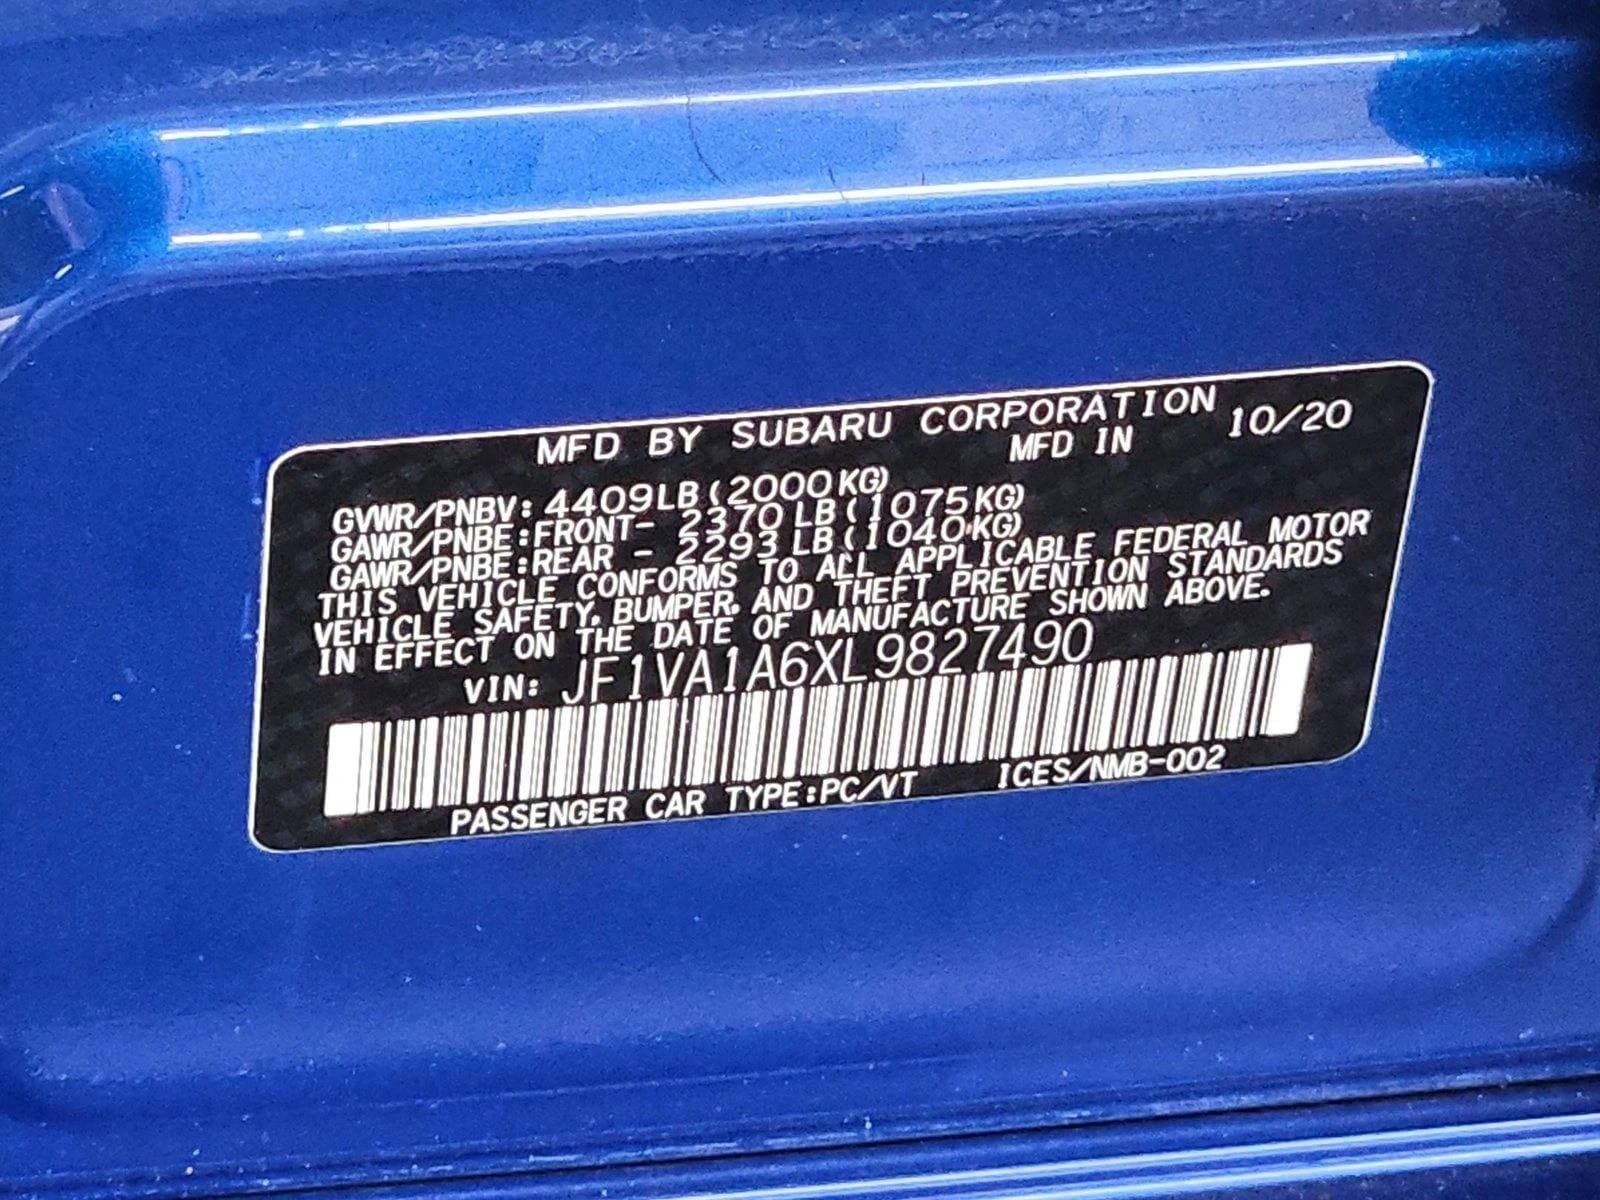 MFD BY SUBARU CORPORATION 10/20
MFD IN
GVWR/PNBV: 4409LB(2000KG)
GAWR/PNBE:FRONT- 2370LB(1075KG)
GAWR/PNBE:REAR - 2293LB(1040KG)
THIS VEHICLE CONFORMS TO ALL APPLICABLE FEDERAL MOTOR
VEHICLE SAFETY, BUMPER, AND THEFT PREVENTION STANDARDS
IN EFFECT ON THE DATE OF MANUFACTURE SHOWN ABOVE.
VIN: JF1VA1A6XL9827490
PASSENGER CAR TYPE:PC/VT ICES/NMB-002